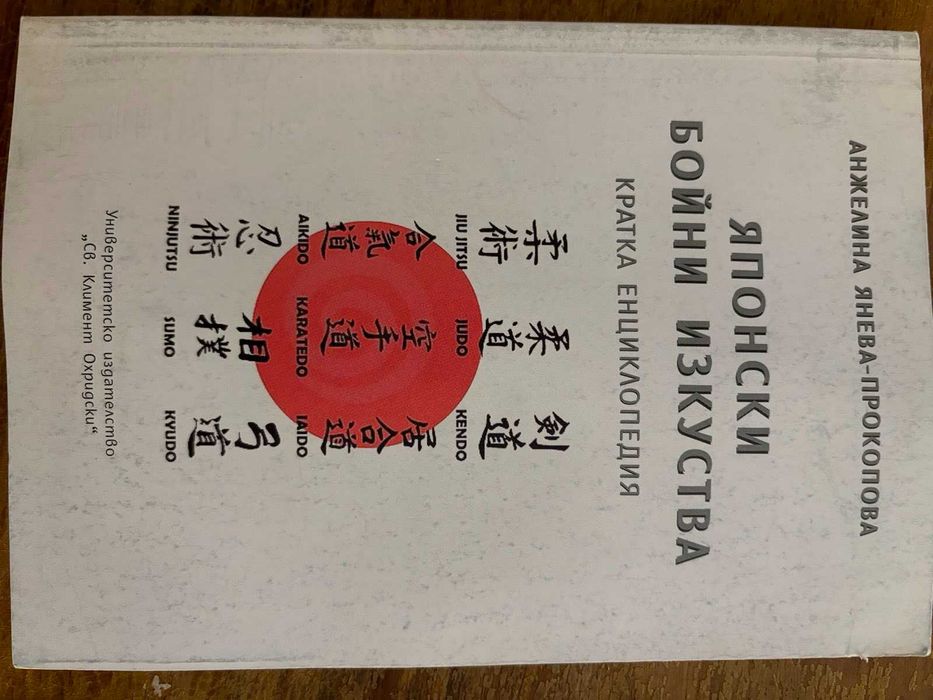 АНЖЕЛИНА ЯНЕВА-ПРОКОПОВА
ЯПОНСКИ
БОЙНИ ИЗКУСТВА
КРАТКА ЕНЦИКЛОПЕДИЯ
柔術
柔道
剣道
JIU JITSU
JUDO
KENDO
合氣道
空手道
居合道
AIKIDO
KARATEDO
IAIDO
忍術
相撲
弓道
NINJUTSU
SUMO
KYUDO
Университетско издателство
„Св. Климент Охридски“